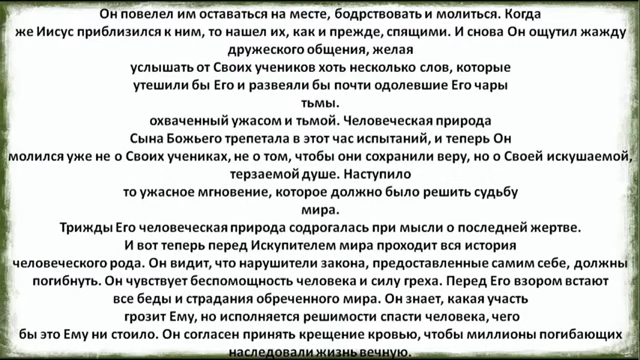 Он повелел им оставаться на месте, бодрствовать и молиться. Когда
же Иисус приблизился к ним, то нашел их, как и прежде, спящими. И снова Он ощутил жажду
дружеского общения, желая
услышать от Своих учеников хоть несколько слов, которые
утешили бы Его и развеяли бы почти одолевшие Его чары
тьмы.
охваченный ужасом и тьмой. Человеческая природа
Сына Божьего трепетала в этот час испытаний, и теперь Он
молился уже не о Своих учениках, не о том, чтобы они сохранили веру, но о Своей искушаемой,
терзаемой душе. Наступило
то ужасное мгновение, которое должно было решить судьбу
мира.
Трижды Его человеческая природа содрогалась при мысли о последней жертве.
И вот теперь перед Искупителем мира проходит вся история
человеческого рода. Он видит, что нарушители закона, предоставленные самим себе, должны
погибнуть. Он чувствует беспомощность человека и силу греха. Перед Его взором встают
все беды и страдания обреченного мира. Он знает, какая участь
грозит Ему, но исполняется решимости спасти человека, чего
бы это Ему ни стоило. Он согласен принять крещение кровью, чтобы миллионы погибающих
наследовали жизнь вечную.